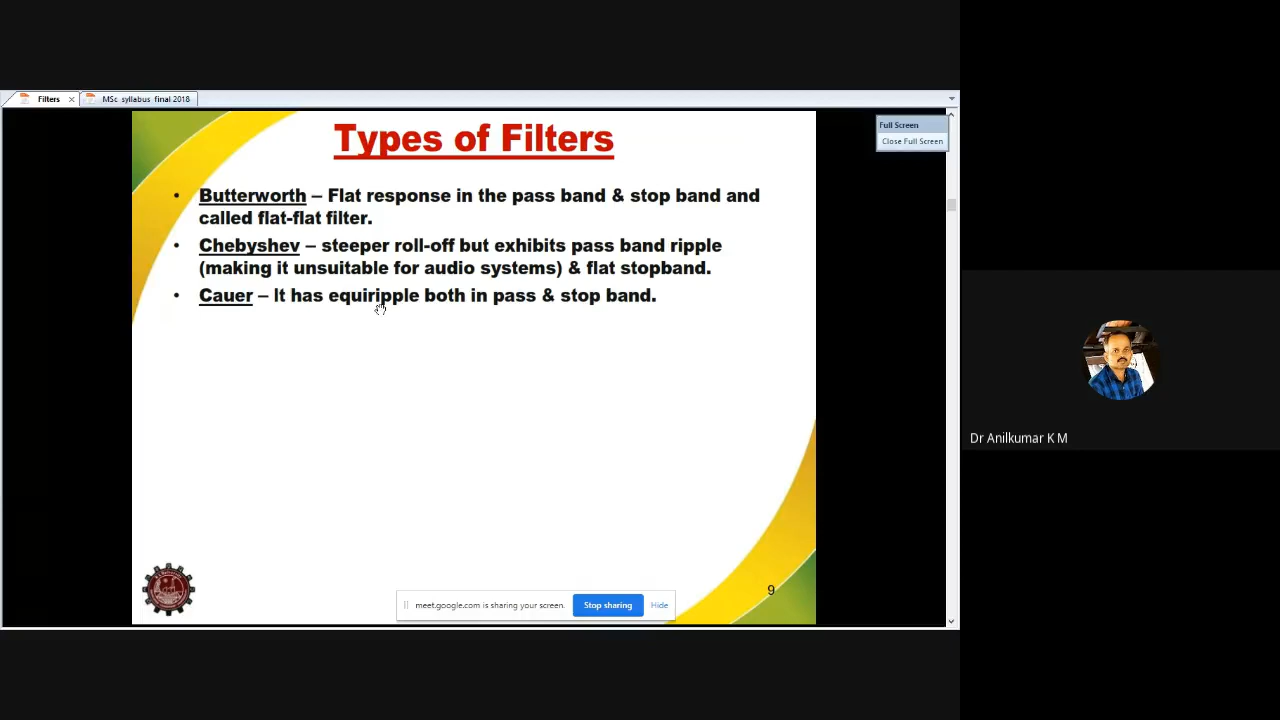 Filters
MSc syllabus final 2018
Full Screen
Close Full Screen
Types of Filters
• Butterworth – Flat response in the pass band & stop band and
called flat-flat filter.
• Chebyshev – steeper roll-off but exhibits pass band ripple
(making it unsuitable for audio systems) & flat stopband.
• Cauer – It has equiripple both in pass & stop band.
Dr Anilkumar K M
9
meet.google.com is sharing your screen. Stop sharing Hide